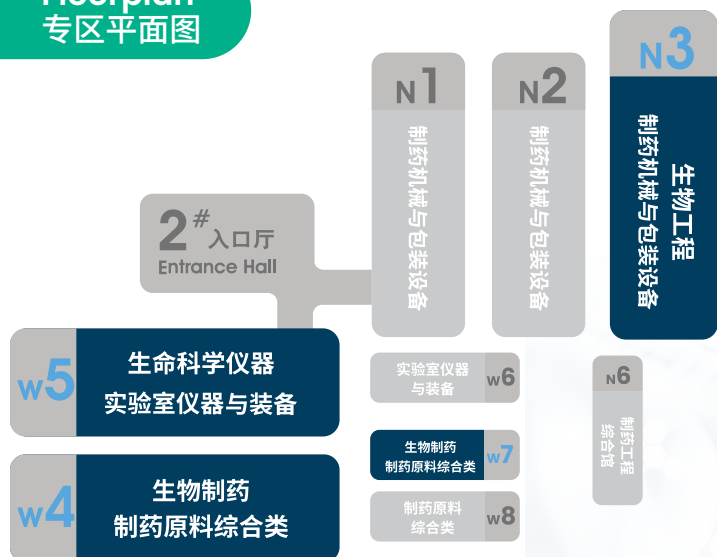 Floorplan
专区平面图
N1
制药机械与包装设备
N2
制药机械与包装设备
N3
生物工程
制药机械与包装设备
2#入口厅
Entrance Hall
W5
生命科学仪器
实验室仪器与装备
W4
生物制药
制药原料综合类
实验室仪器
与装备
W6
生物制药
制药原料综合类
W7
制药原料
综合类
W8
N6
制药工程
综合馆